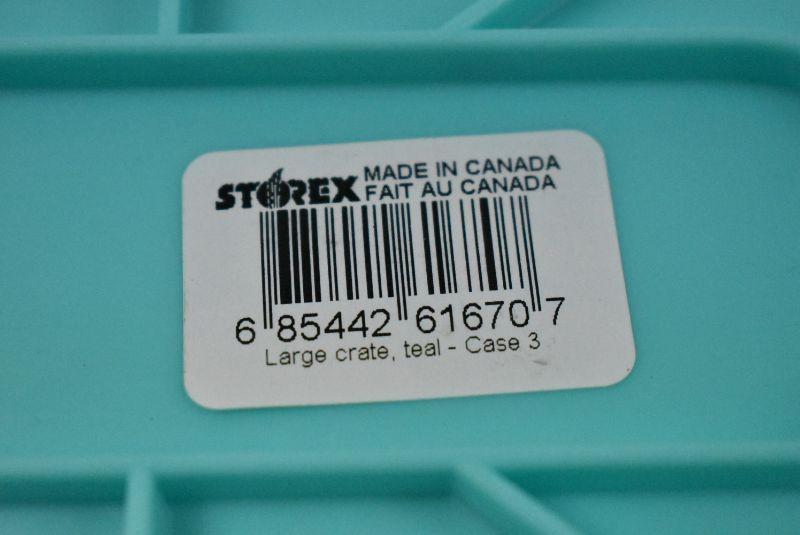 STOREX MADE IN CANADA
FAIT AU CANADA
6 85442 61670 7
Large crate, teal - Case 3